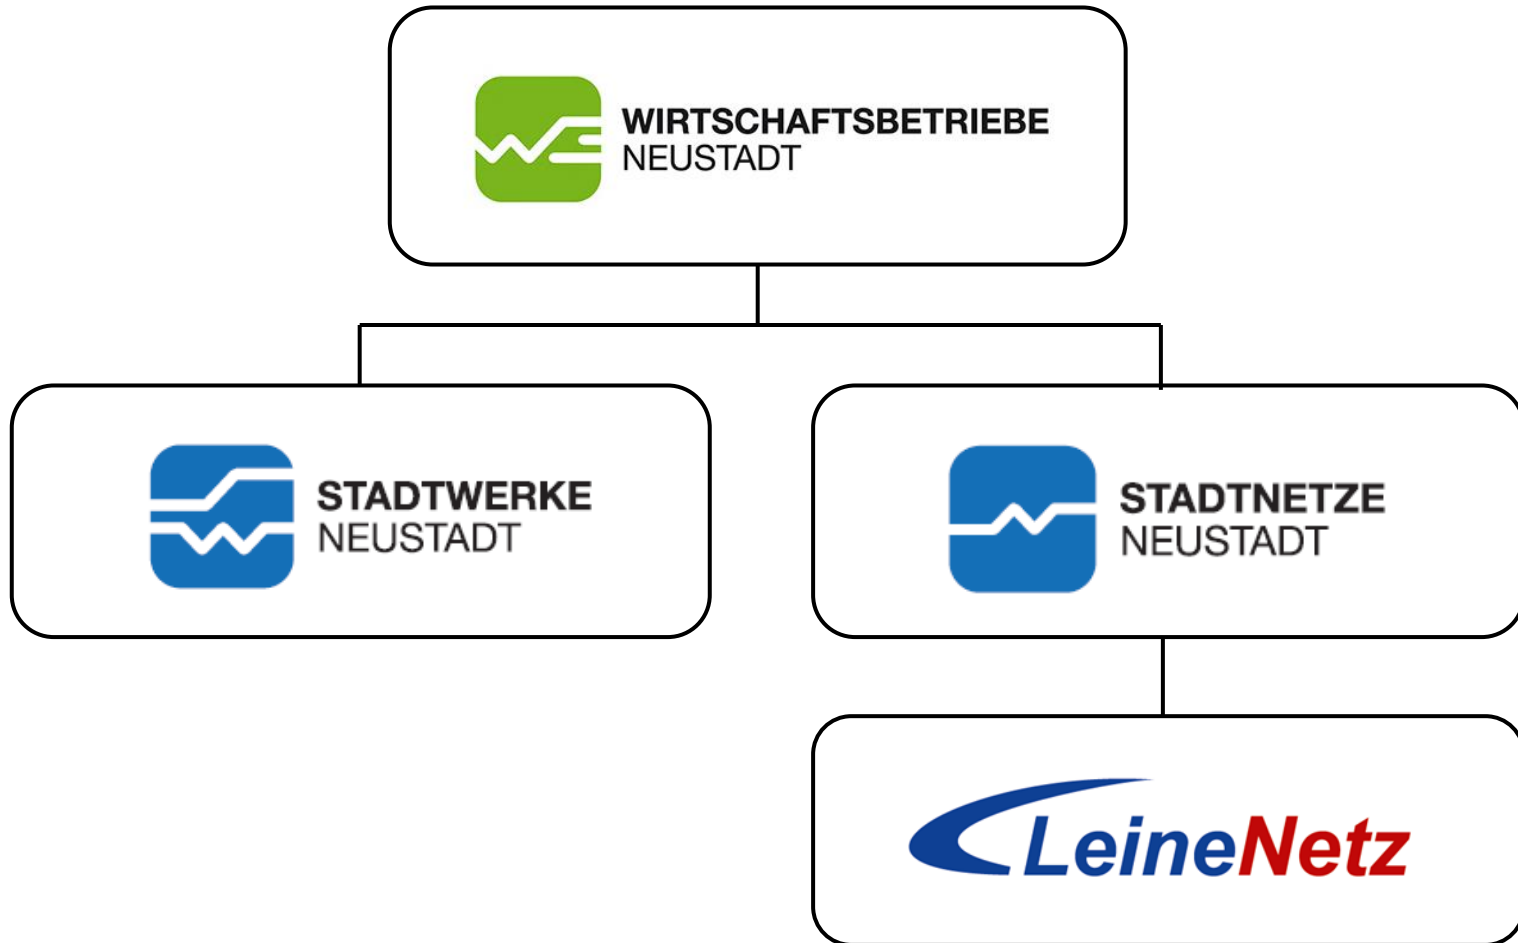 WIRTSCHAFTSBETRIEBE
NEUSTADT
STADTWERKE
NEUSTADT
STADTNETZE
NEUSTADT
LeineNetz